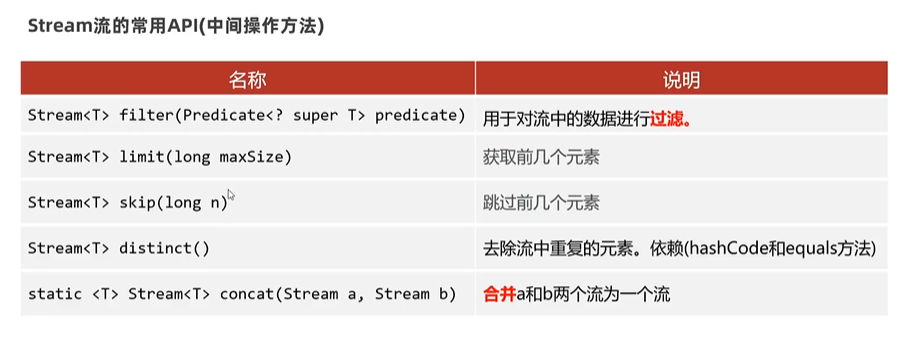 Stream流的常用API(中间操作方法)
名称 说明
Stream<T> filter(Predicate<? super T> predicate) 用于对流中的数据进行过滤。
Stream<T> limit(long maxSize) 获取前几个元素
Stream<T> skip(long n) 跳过前几个元素
Stream<T> distinct() 去除流中重复的元素。依赖(hashCode和equals方法)
static <T> Stream<T> concat(Stream a, Stream b) 合并a和b两个流为一个流